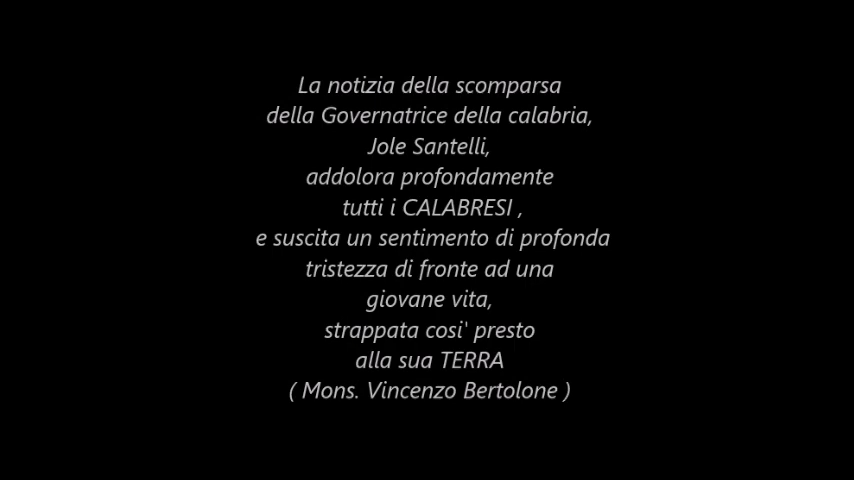 La notizia della scomparsa
della Governatrice della calabria,
Jole Santelli,
addolora profondamente
tutti i CALABRESI ,
e suscita un sentimento di profonda
tristezza di fronte ad una
giovane vita,
strappata cosi' presto
alla sua TERRA
( Mons. Vincenzo Bertolone )